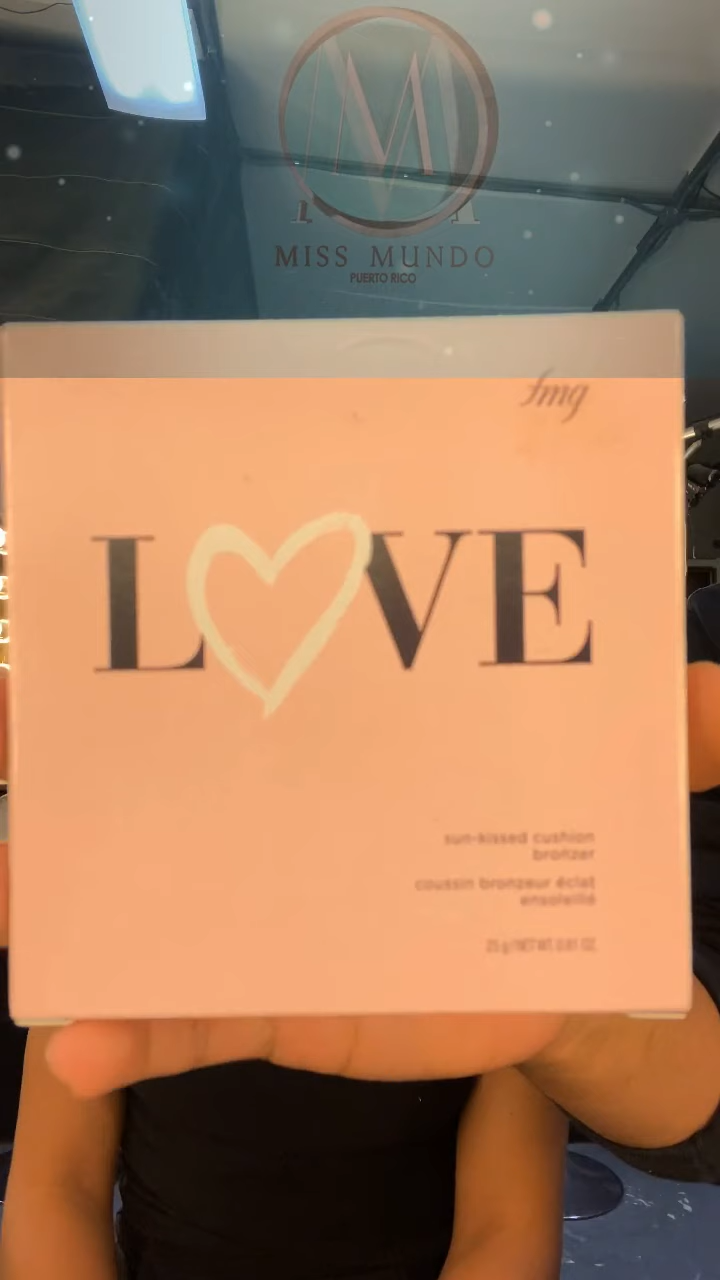 M
MISS MUNDO
PUERTO RICO
fmg
LOVE
sun-kissed cushion
bronzer
coussin bronzeur éclat
ensoleillé
23 g/NET WT. 0.81 OZ